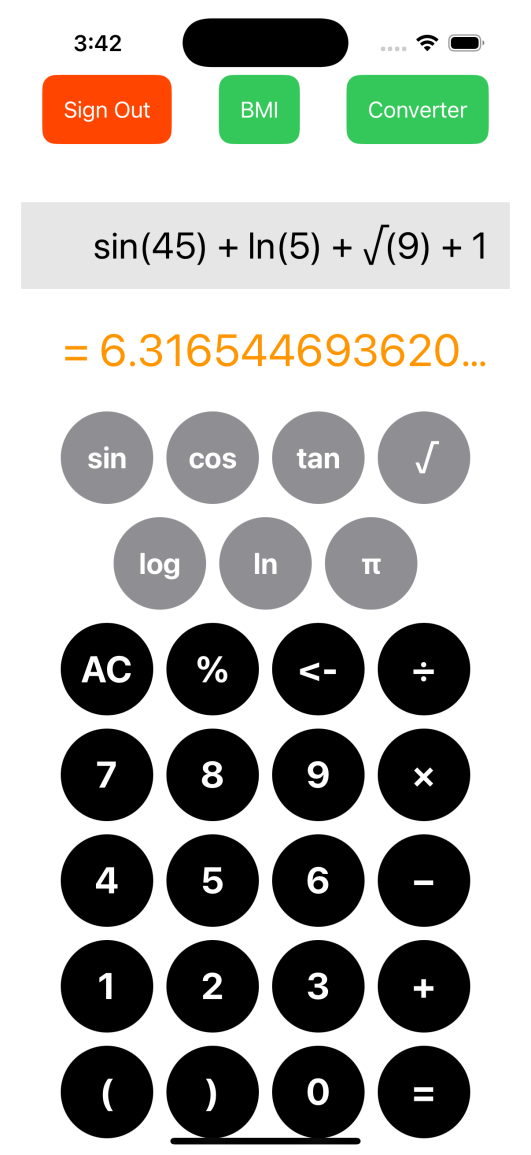 3:42
Sign Out BMI Converter
sin(45) + ln(5) + √(9) + 1
= 6.316544693620...
sin cos tan √
log ln π
AC % <- ÷
7 8 9 ×
4 5 6 −
1 2 3 +
( ) 0 =